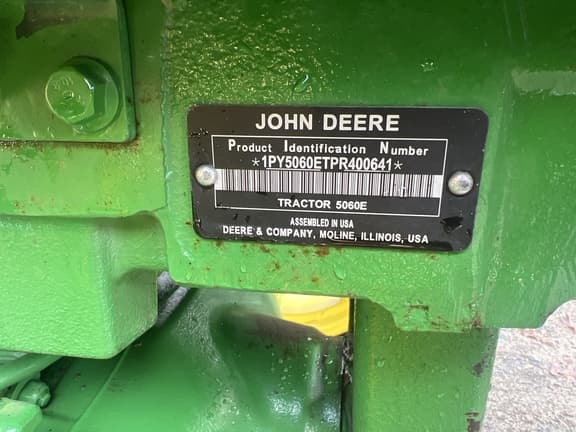 JOHN DEERE
Product Identification Number
*1PY5060ETPR400641*
TRACTOR 5060E
ASSEMBLED IN USA
DEERE & COMPANY, MOLINE, ILLINOIS, USA